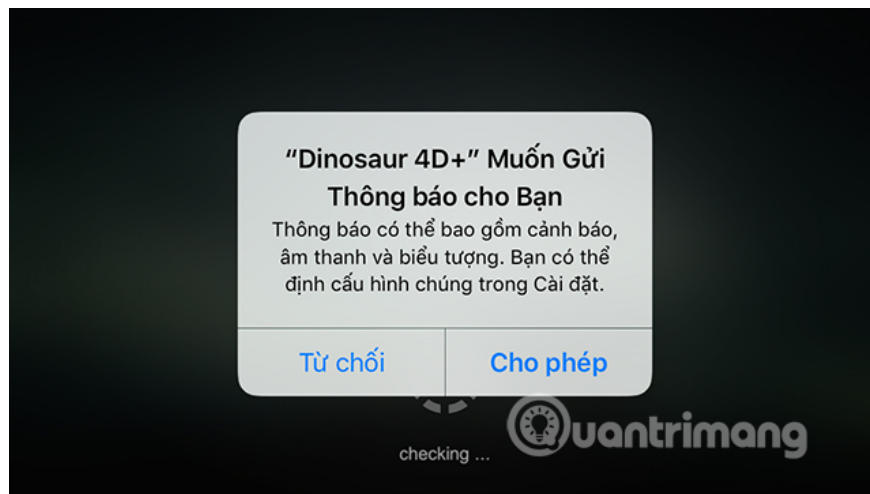 “Dinosaur 4D+” Muốn Gửi
Thông báo cho Bạn
Thông báo có thể bao gồm cảnh báo,
âm thanh và biểu tượng. Bạn có thể
định cấu hình chúng trong Cài đặt.
Từ chối
Cho phép
Quantrimang
checking ...